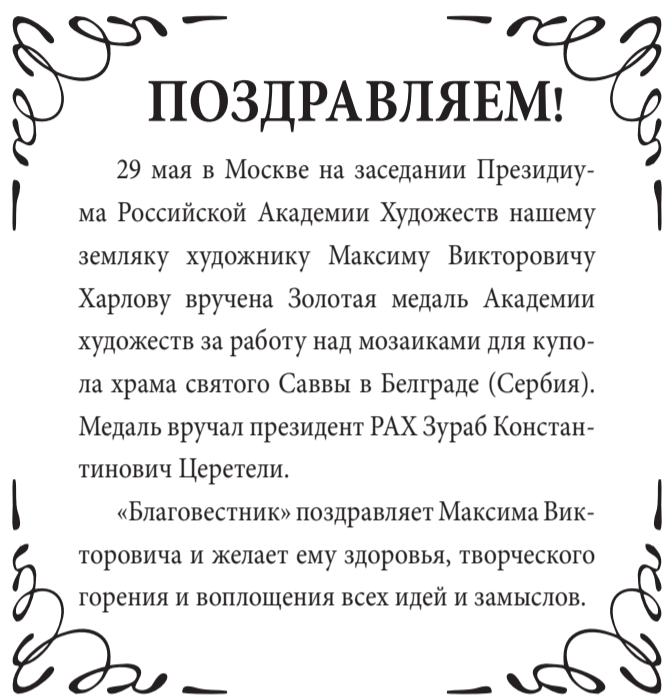 ПОЗДРАВЛЯЕМ!
29 мая в Москве на заседании Президиу-
ма Российской Академии Художеств нашему
земляку художнику Максиму Викторовичу
Харлову вручена Золотая медаль Академии
художеств за работу над мозаиками для купо-
ла храма святого Саввы в Белграде (Сербия).
Медаль вручал президент РАХ Зураб Констан-
тинович Церетели.
«Благовестник» поздравляет Максима Вик-
торовича и желает ему здоровья, творческого
горения и воплощения всех идей и замыслов.